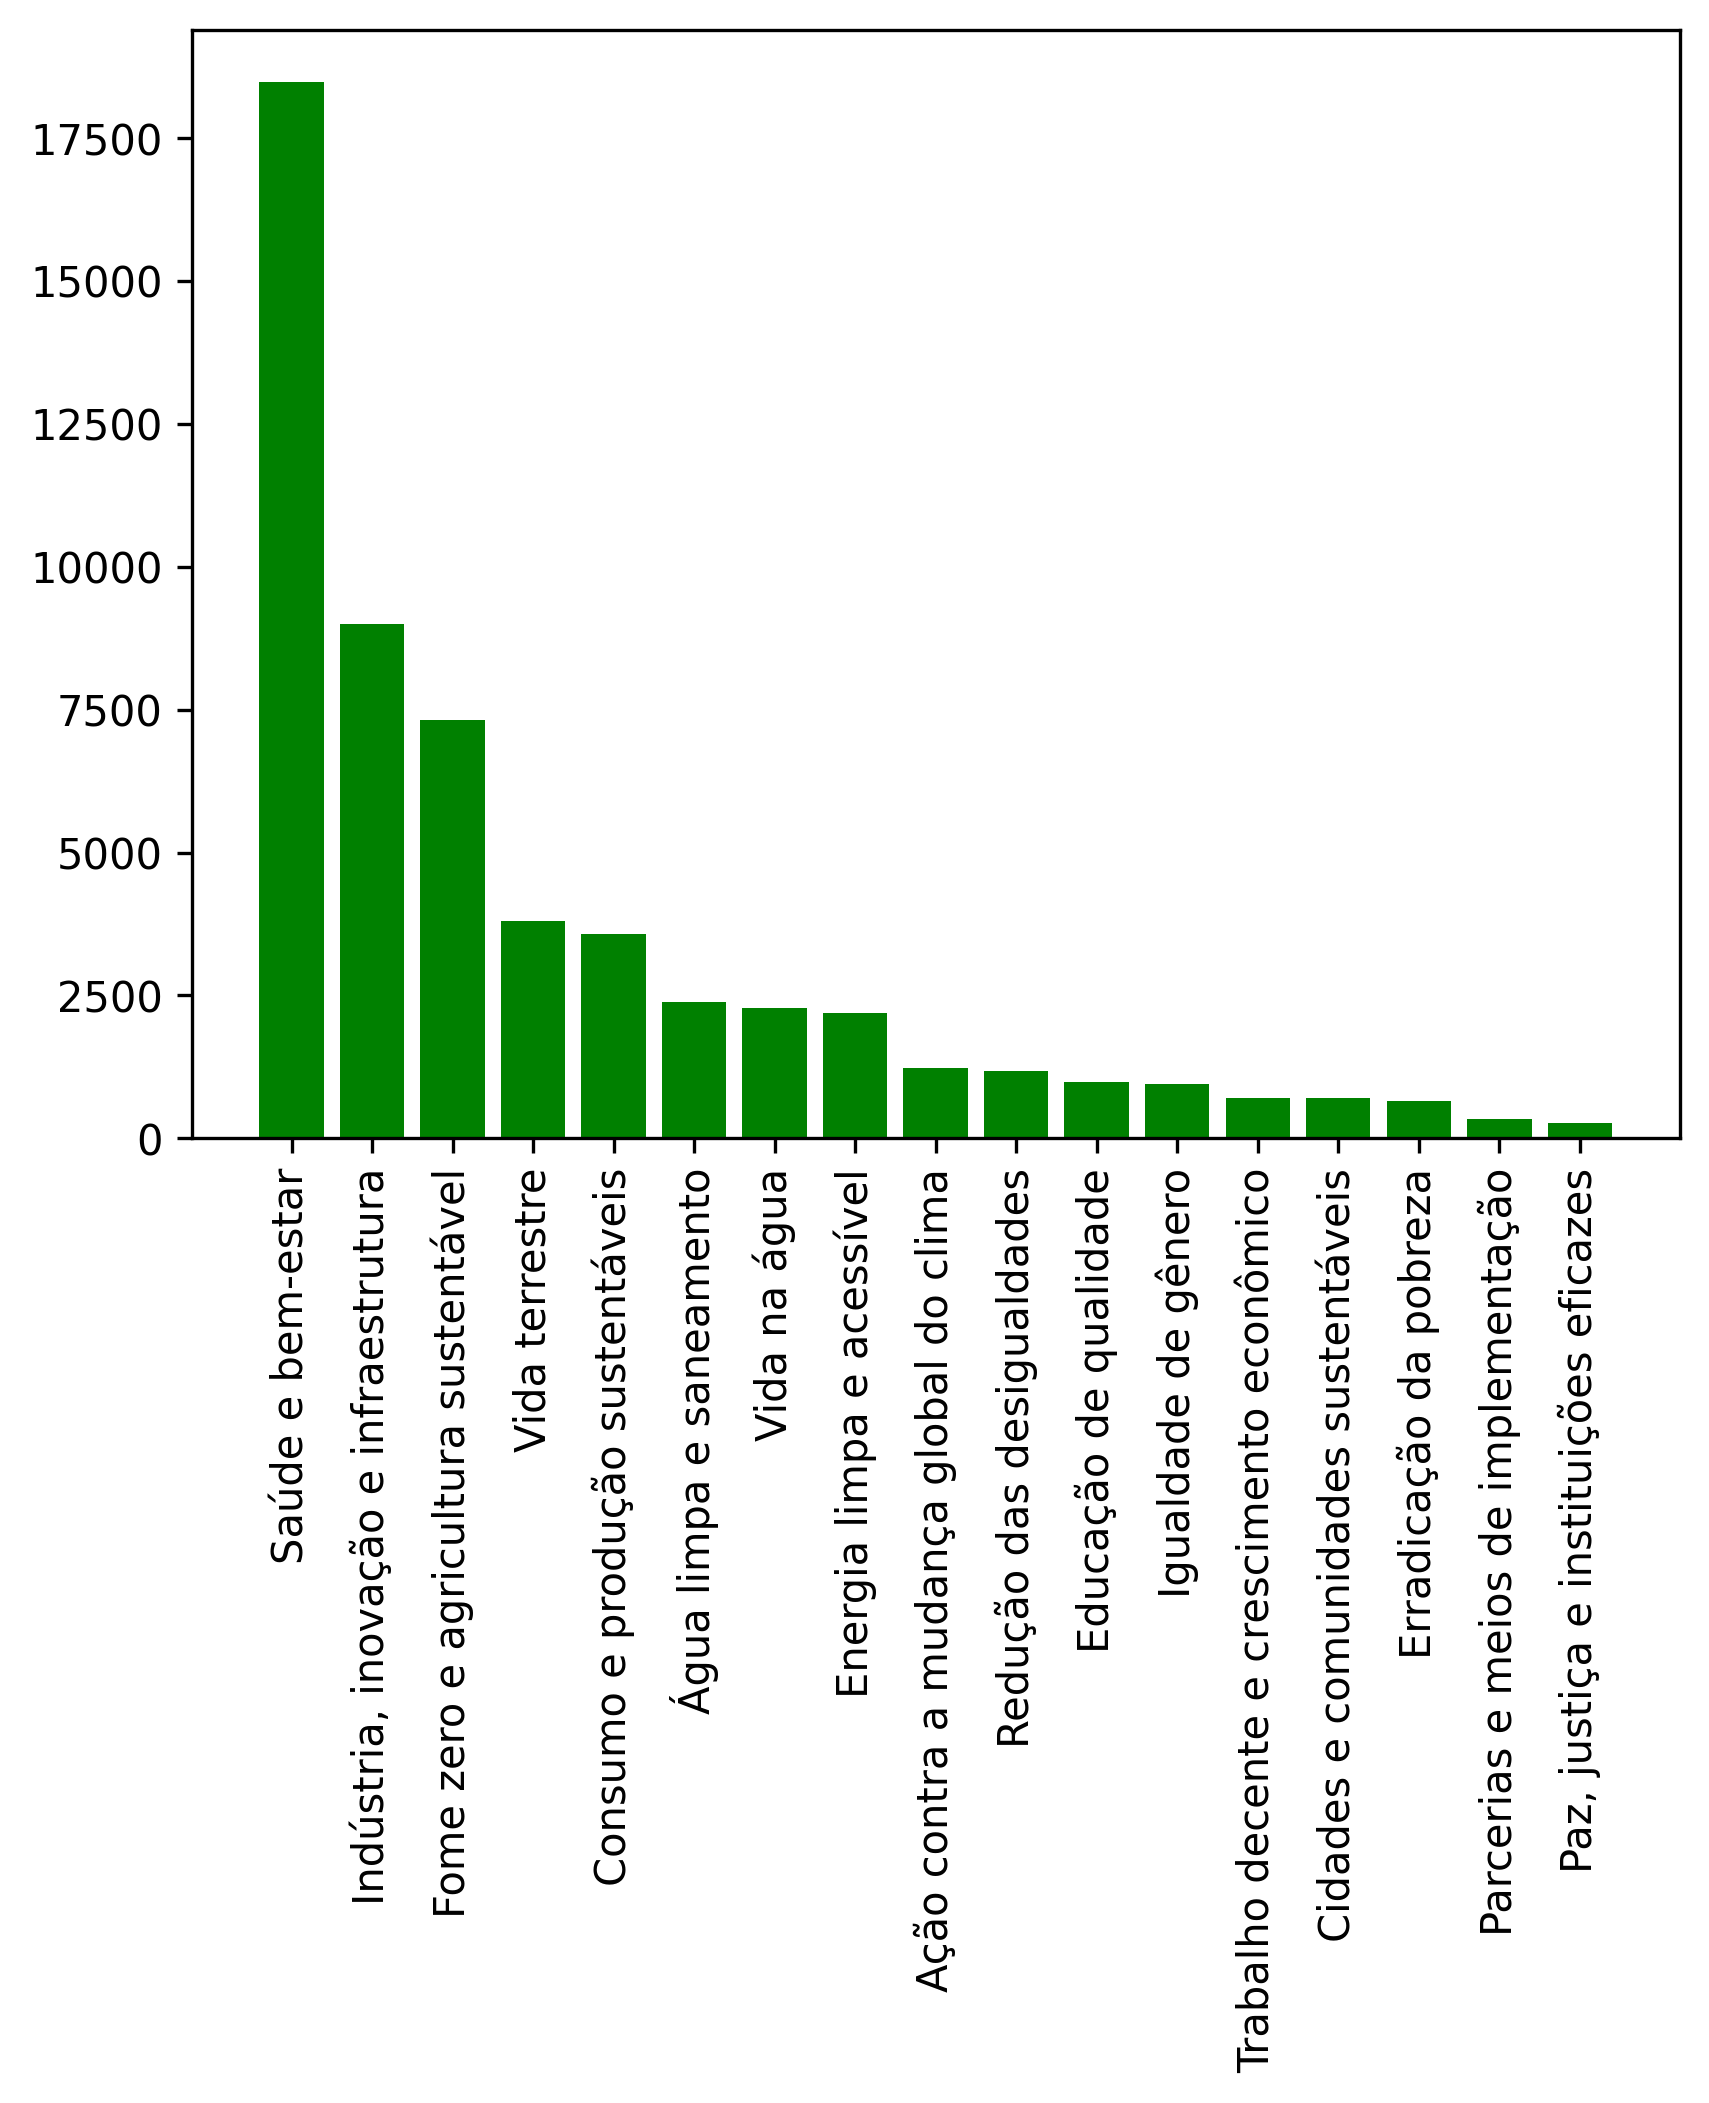 17500
15000
12500
10000
7500
5000
2500
0
Saúde e bem-estar
Indústria, inovação e infraestrutura
Fome zero e agricultura sustentável
Vida terrestre
Consumo e produção sustentáveis
Água limpa e saneamento
Vida na água
Energia limpa e acessível
Ação contra a mudança global do clima
Redução das desigualdades
Educação de qualidade
Igualdade de gênero
Trabalho decente e crescimento econômico
Cidades e comunidades sustentáveis
Erradicação da pobreza
Parcerias e meios de implementação
Paz, justiça e instituições eficazes